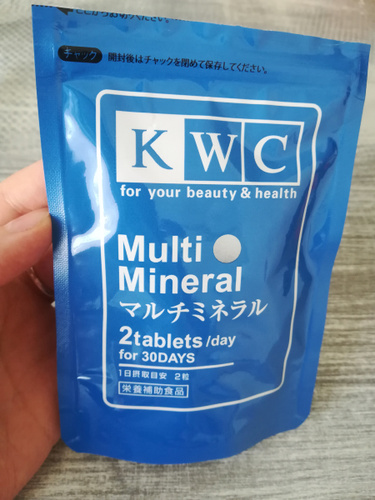 チャック 開封後はチャックを閉めて保存してください。
KWC
for your beauty & health
Multi
Mineral
マルチミネラル
2tablets/day
for 30DAYS
1日摂取目安 2粒
栄養補助食品